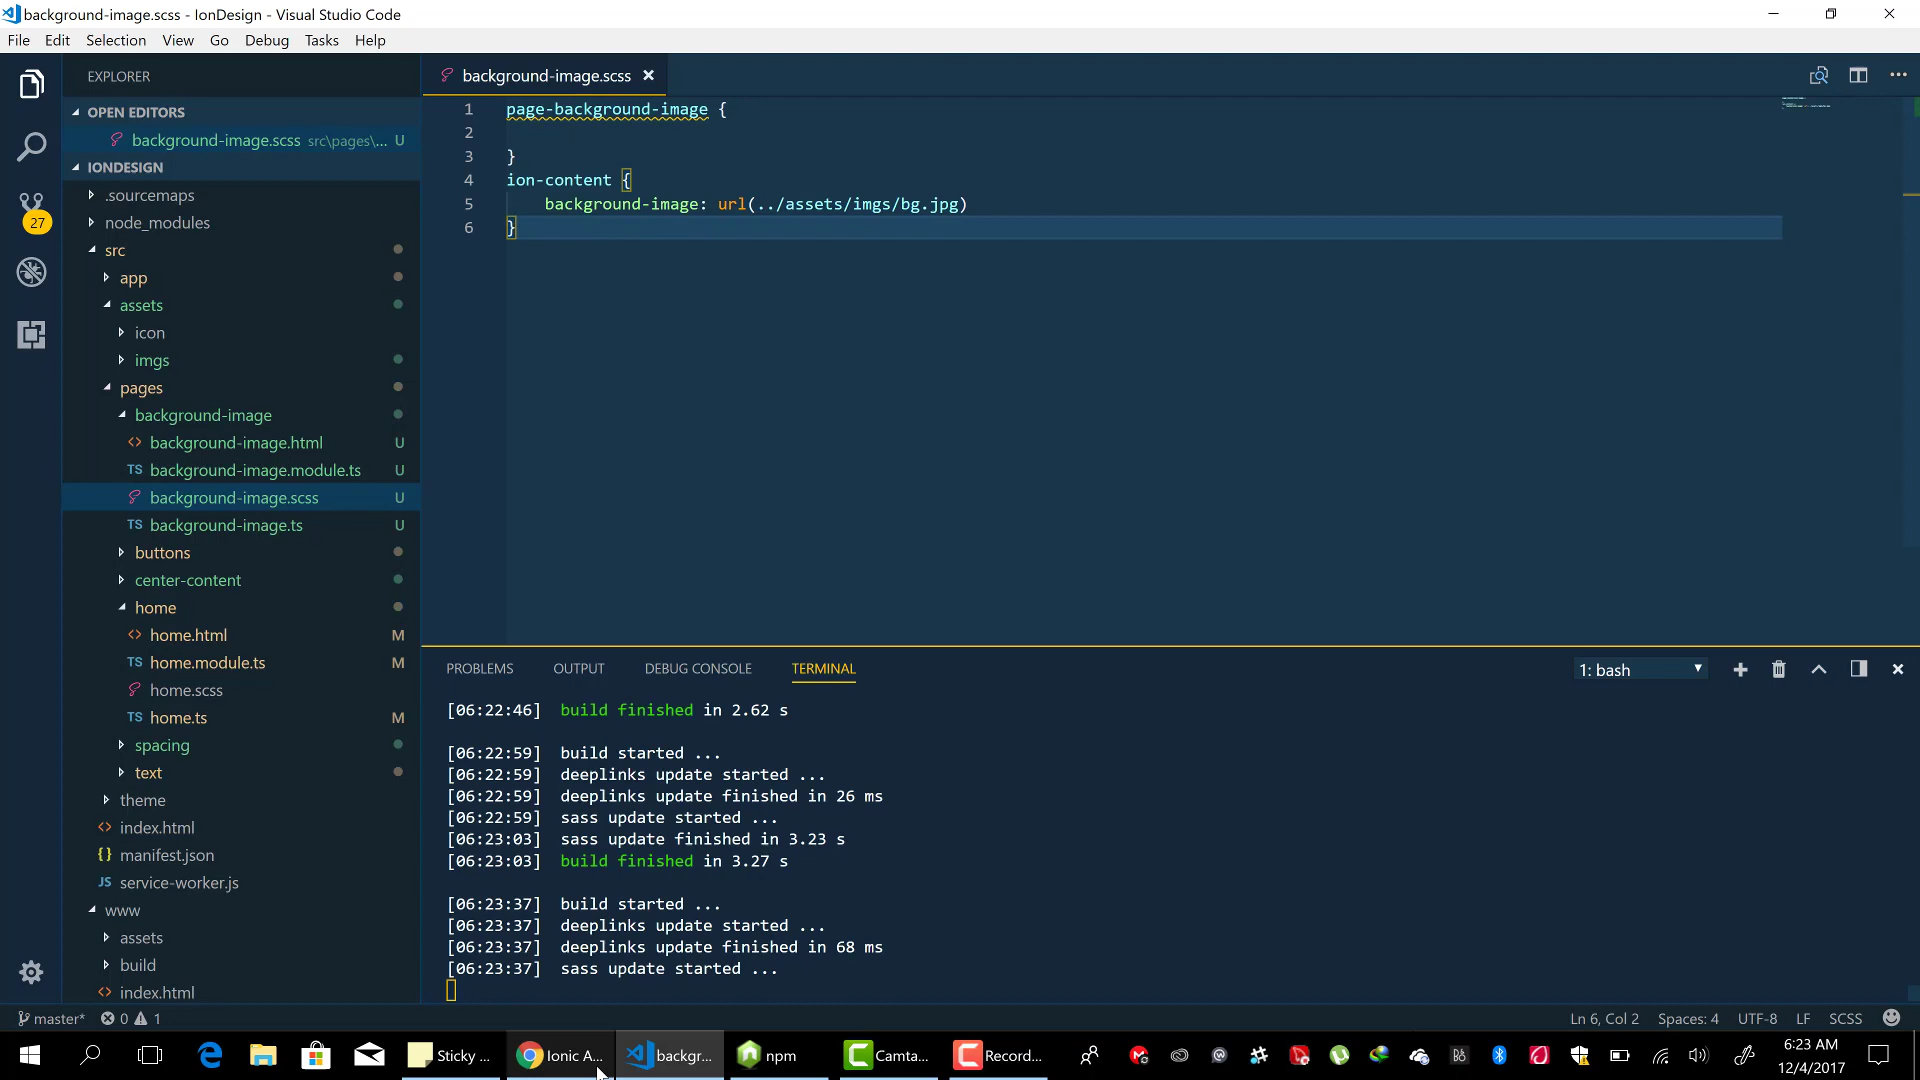 background-image.scss - IonDesign - Visual Studio Code
File Edit Selection View Go Debug Tasks Help
EXPLORER
OPEN EDITORS
background-image.scss src\pages\... U
IONDESIGN
.sourcemaps
node_modules
27
src
app
assets
icon
imgs
pages
background-image
<> background-image.html U
TS background-image.module.ts U
background-image.scss U
TS background-image.ts U
buttons
center-content
home
<> home.html M
TS home.module.ts M
home.scss
TS home.ts M
spacing
text
theme
<> index.html
{} manifest.json
JS service-worker.js
www
assets
build
<> index.html
background-image.scss
1 page-background-image {
2
3 }
4 ion-content {
5 background-image: url(../assets/imgs/bg.jpg)
6 }
PROBLEMS OUTPUT DEBUG CONSOLE TERMINAL 1: bash
[06:22:46] build finished in 2.62 s
[06:22:59] build started ...
[06:22:59] deeplinks update started ...
[06:22:59] deeplinks update finished in 26 ms
[06:22:59] sass update started ...
[06:23:03] sass update finished in 3.23 s
[06:23:03] build finished in 3.27 s
[06:23:37] build started ...
[06:23:37] deeplinks update started ...
[06:23:37] deeplinks update finished in 68 ms
[06:23:37] sass update started ...
master* 0 1 Ln 6, Col 2 Spaces: 4 UTF-8 LF SCSS
Sticky ... Ionic A... backgr... npm Camta... Record... 6:23 AM
12/4/2017